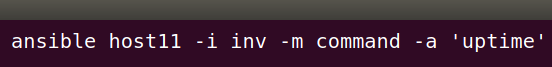 ansible host11 -i inv -m command -a 'uptime'